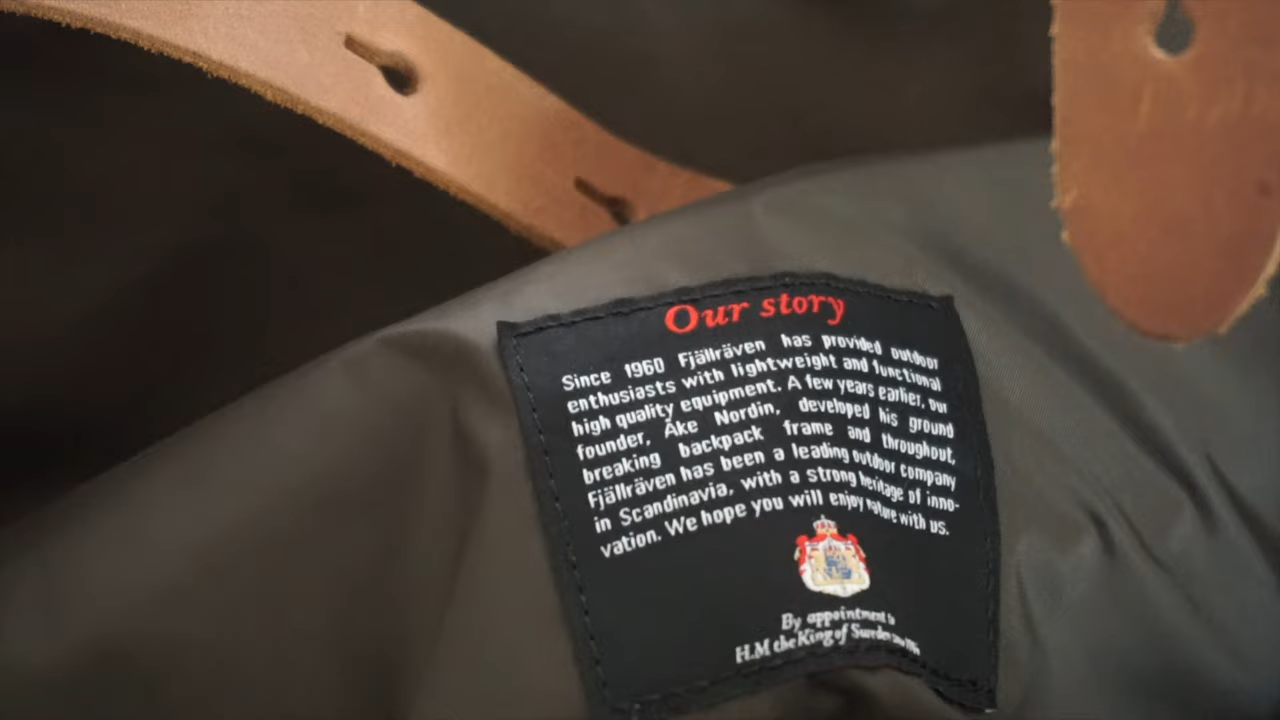 Our story
Since 1960 Fjällräven has provided outdoor
enthusiasts with lightweight and functional
high quality equipment. A few years earlier, our
founder, Åke Nordin, developed his ground
breaking backpack frame and throughout,
Fjällräven has been a leading outdoor company
in Scandinavia, with a strong heritage of inno-
vation. We hope you will enjoy nature with us.
By appointment to
H.M the King of Sweden